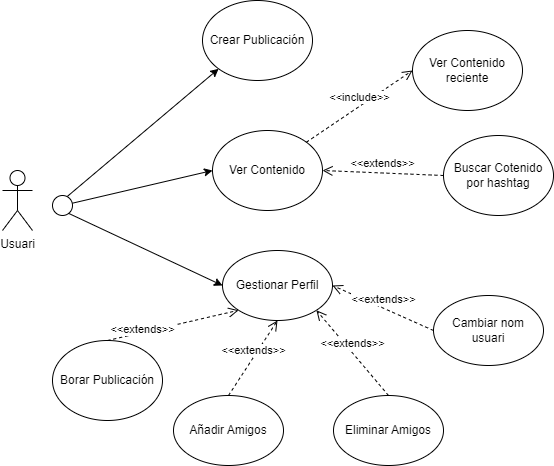 Crear Publicación
Ver Contenido
reciente
<<include>>
Ver Contenido
<<extends>>
Buscar Cotenido
por hashtag
Usuari
Gestionar Perfil
<<extends>>
Cambiar nom
usuari
<<extends>>
<<extends>>
<<extends>>
Borar Publicación
Añadir Amigos
Eliminar Amigos